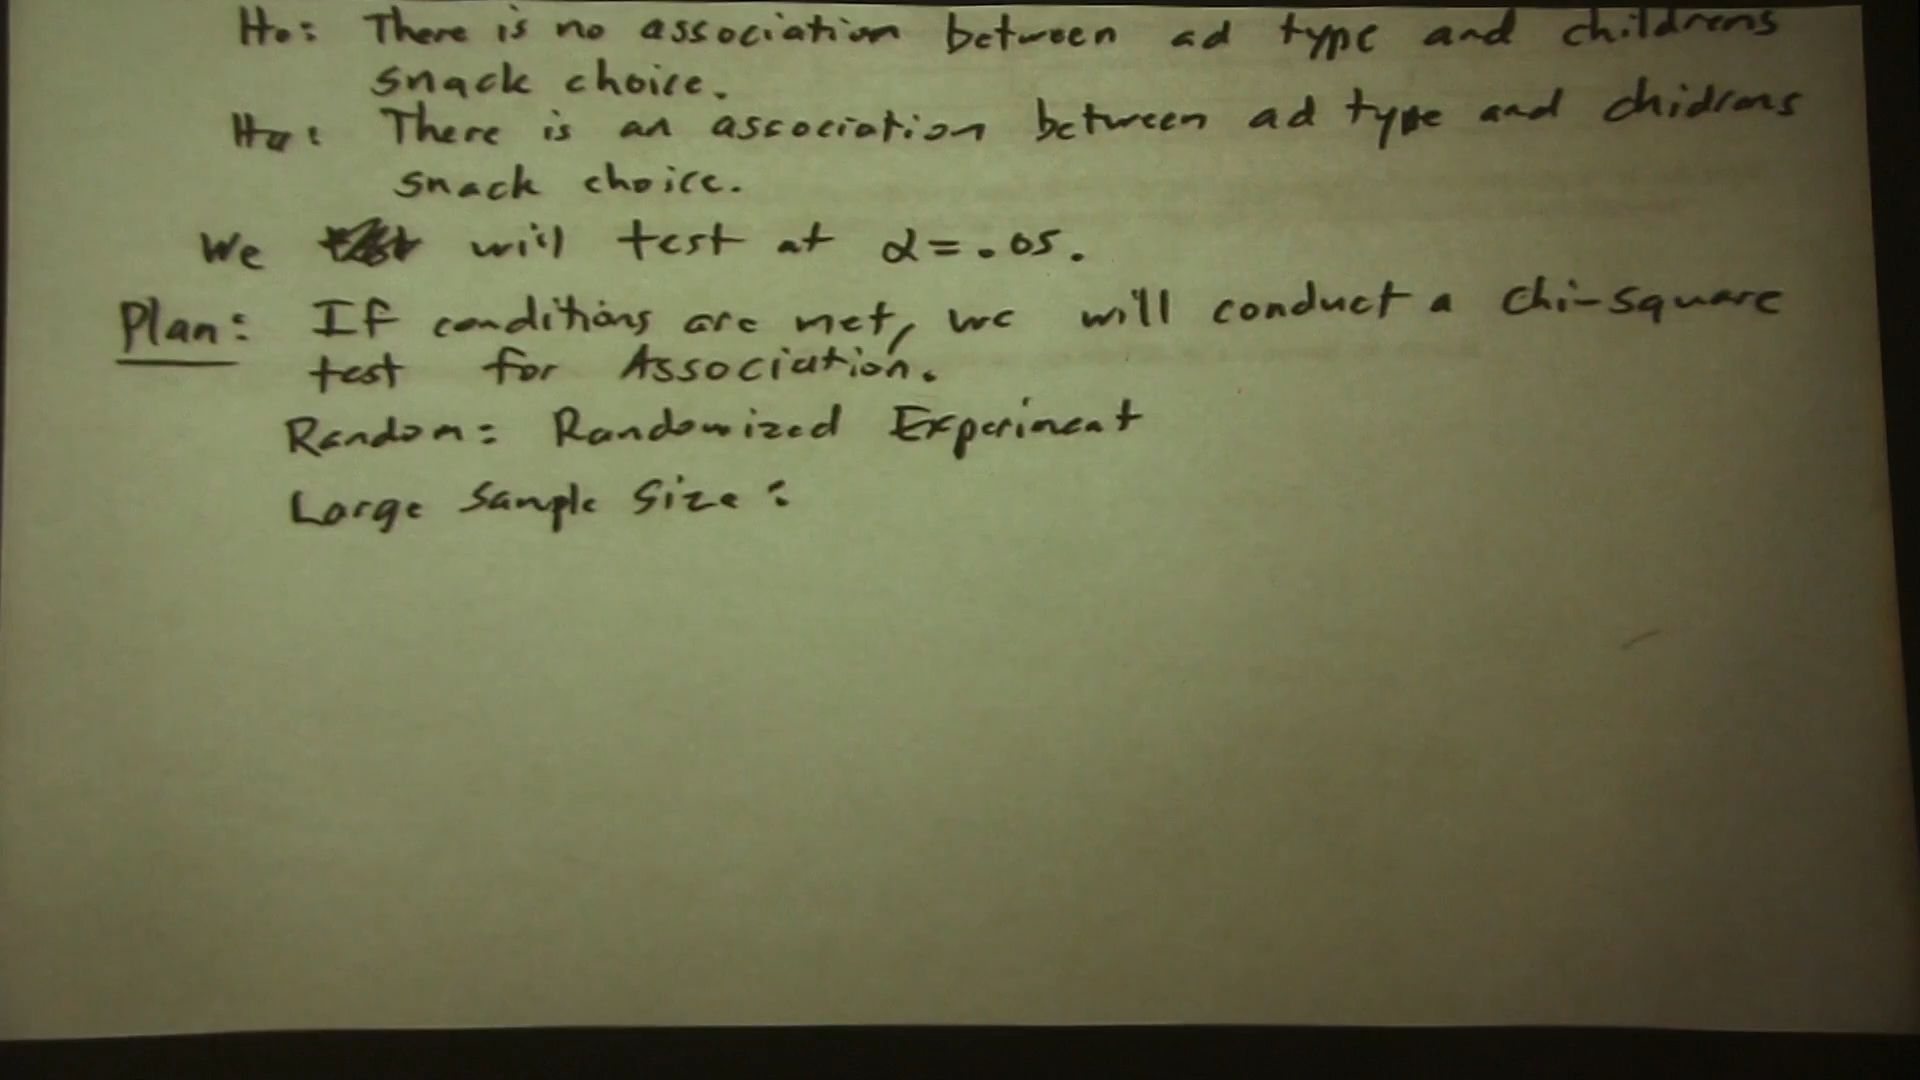 Ho: There is no association between ad type and childrens
snack choice.
Ha: There is an association between ad type and chidrens
snack choice.
We will test at α = .05.
Plan: If conditions are met, we will conduct a Chi-square
test for Association.
Random: Randomized Experiment
Large Sample Size: